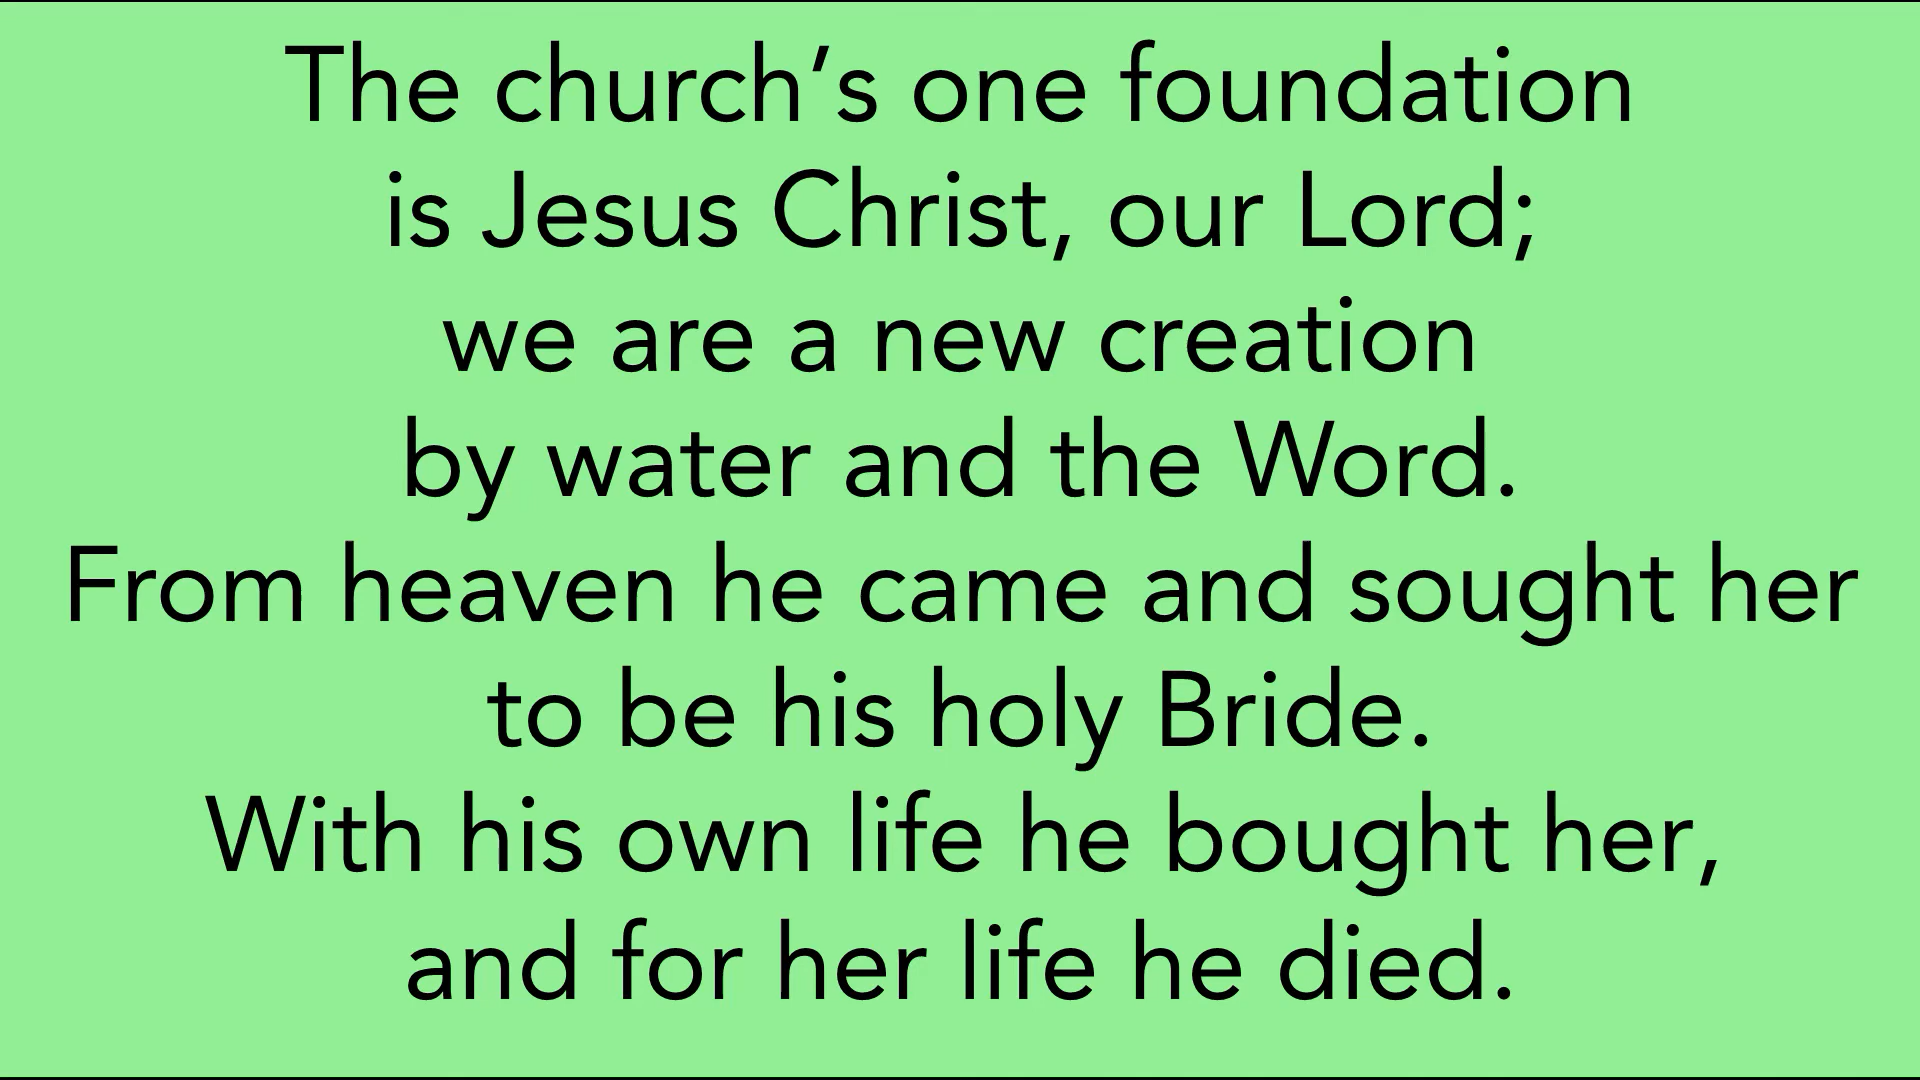 The church’s one foundation
is Jesus Christ, our Lord;
we are a new creation
by water and the Word.
From heaven he came and sought her
to be his holy Bride.
With his own life he bought her,
and for her life he died.